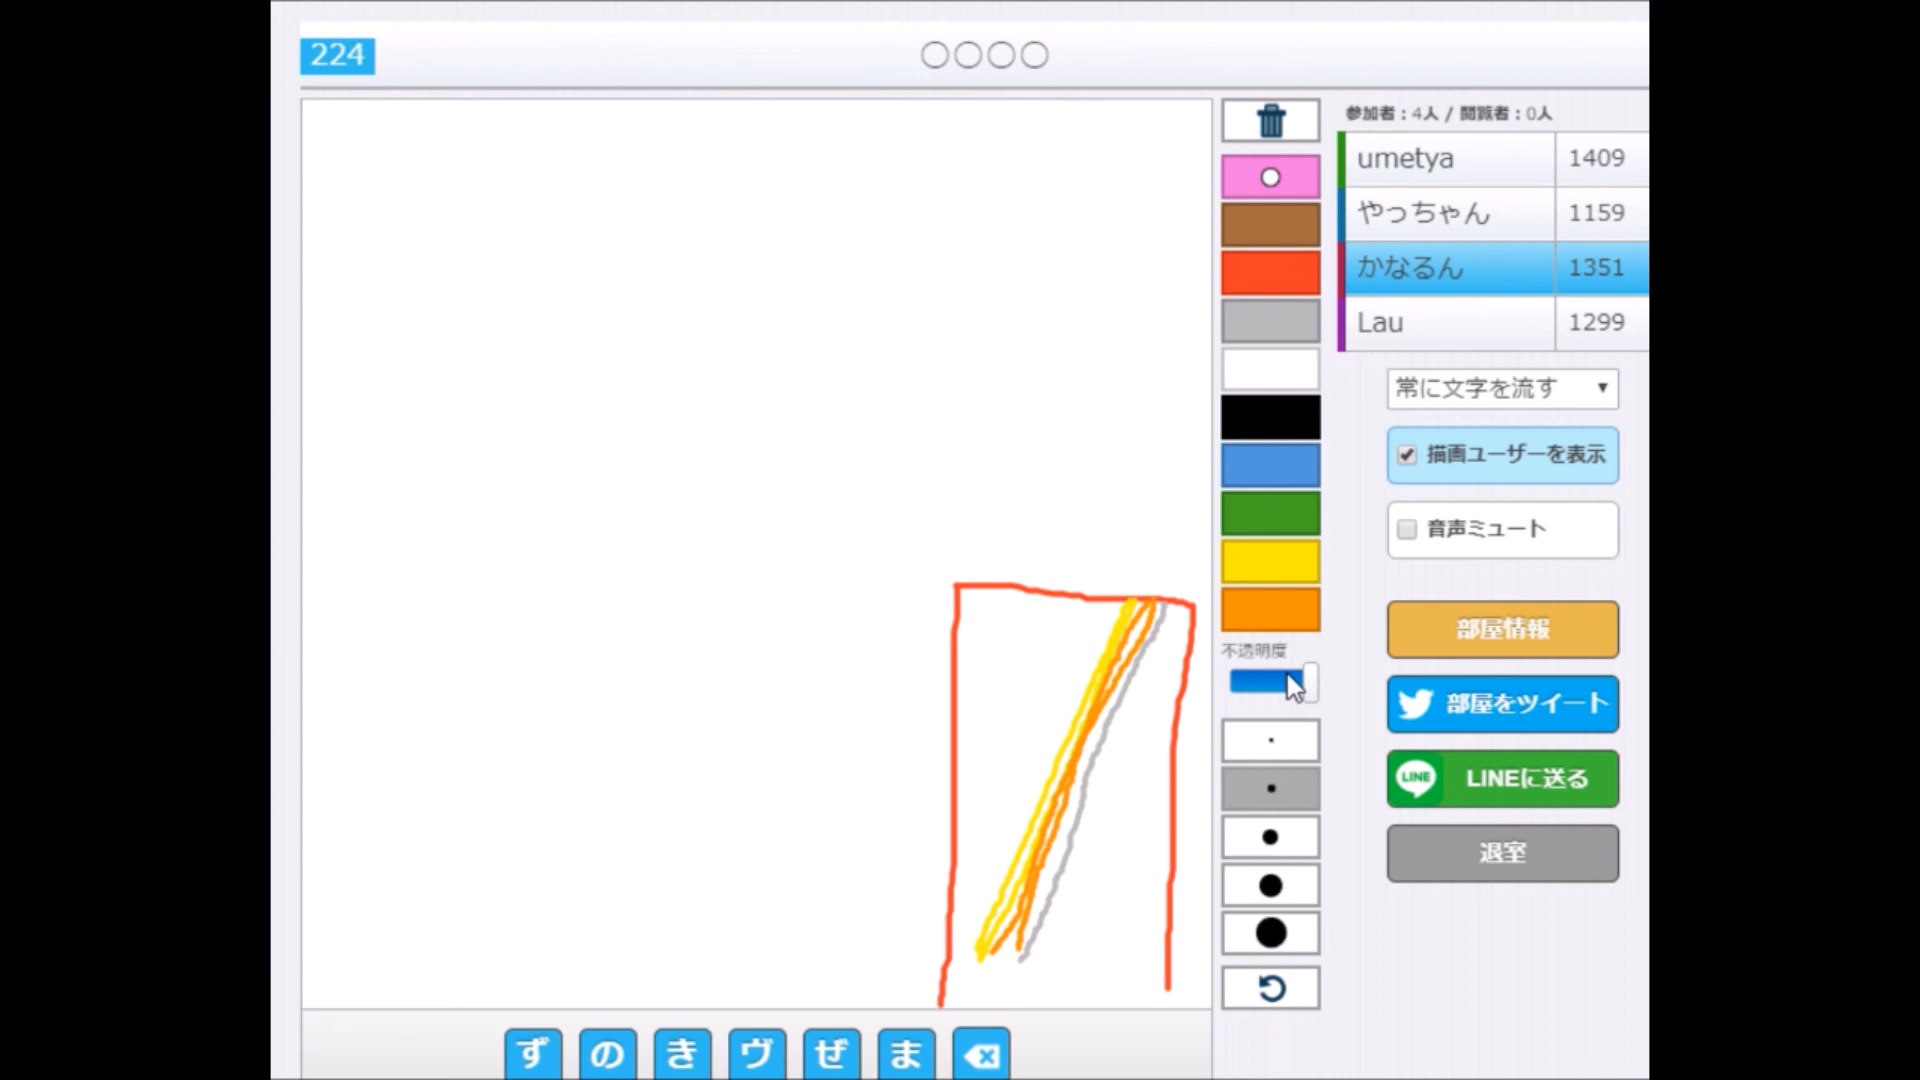 224
○○○○
参加者：4人 / 閲覧者：0人
umetya 1409
やっちゃん 1159
かなるん 1351
Lau 1299
常に文字を流す
描画ユーザーを表示
音声ミュート
不透明度
部屋情報
部屋をツイート
LINE LINEに送る
退室
ず の き ヴ ぜ ま